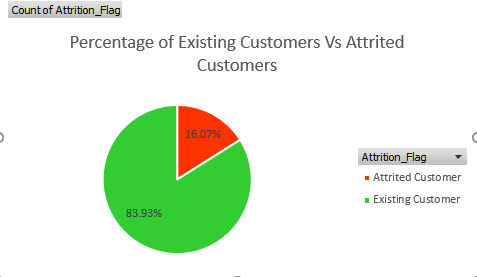 Count of Attrition_Flag
Percentage of Existing Customers Vs Attrited
Customers
16.07%
83.93%
Attrition_Flag
Attrited Customer
Existing Customer